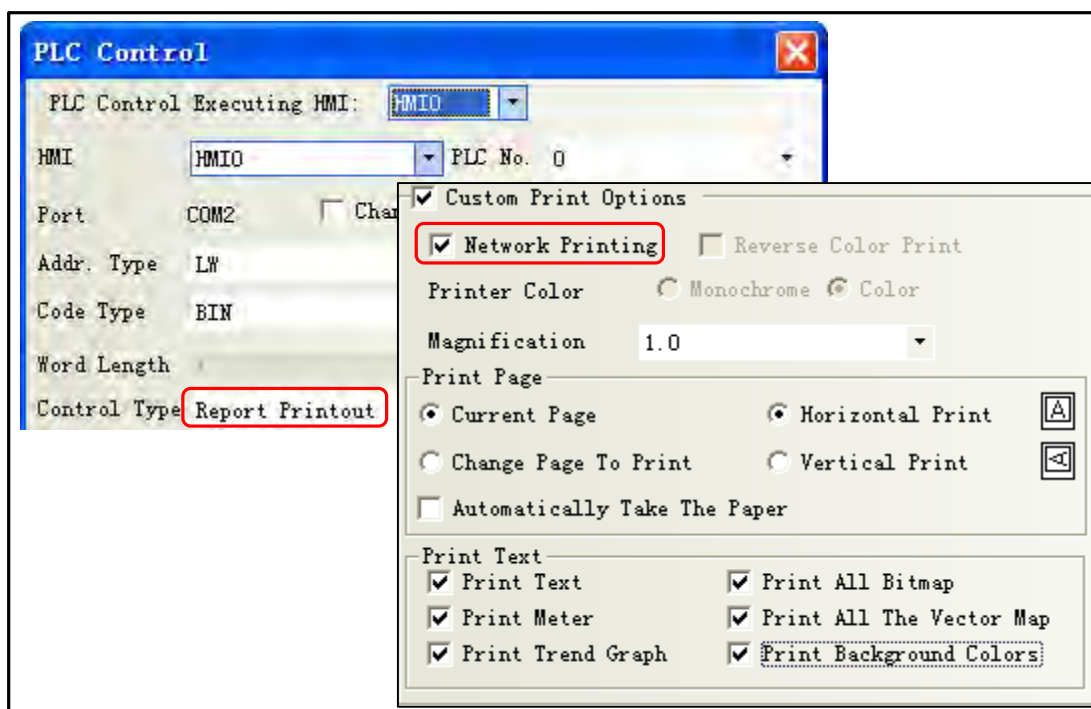 PLC Control
PLC Control Executing HMI: HMI0
HMI HMI0 PLC No. 0
Port COM2 Char
Addr. Type LW
Code Type BIN
Word Length
Control Type Report Printout
Custom Print Options
Network Printing Reverse Color Print
Printer Color Monochrome Color
Magnification 1.0
Print Page
Current Page Horizontal Print A
Change Page To Print Vertical Print A
Automatically Take The Paper
Print Text
Print Text Print All Bitmap
Print Meter Print All The Vector Map
Print Trend Graph Print Background Colors